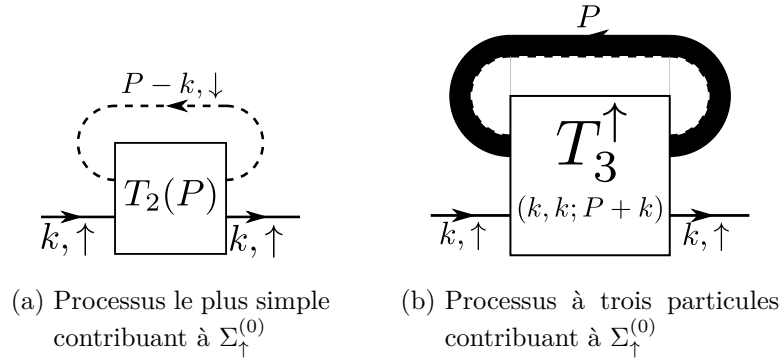 P
P − k, ↓
T₂(P)
k, ↑
k, ↑
T₃↑
(k, k; P + k)
k, ↑
k, ↑
(a) Processus le plus simple
contribuant à Σ↑⁽⁰⁾
(b) Processus à trois particules
contribuant à Σ↑⁽⁰⁾